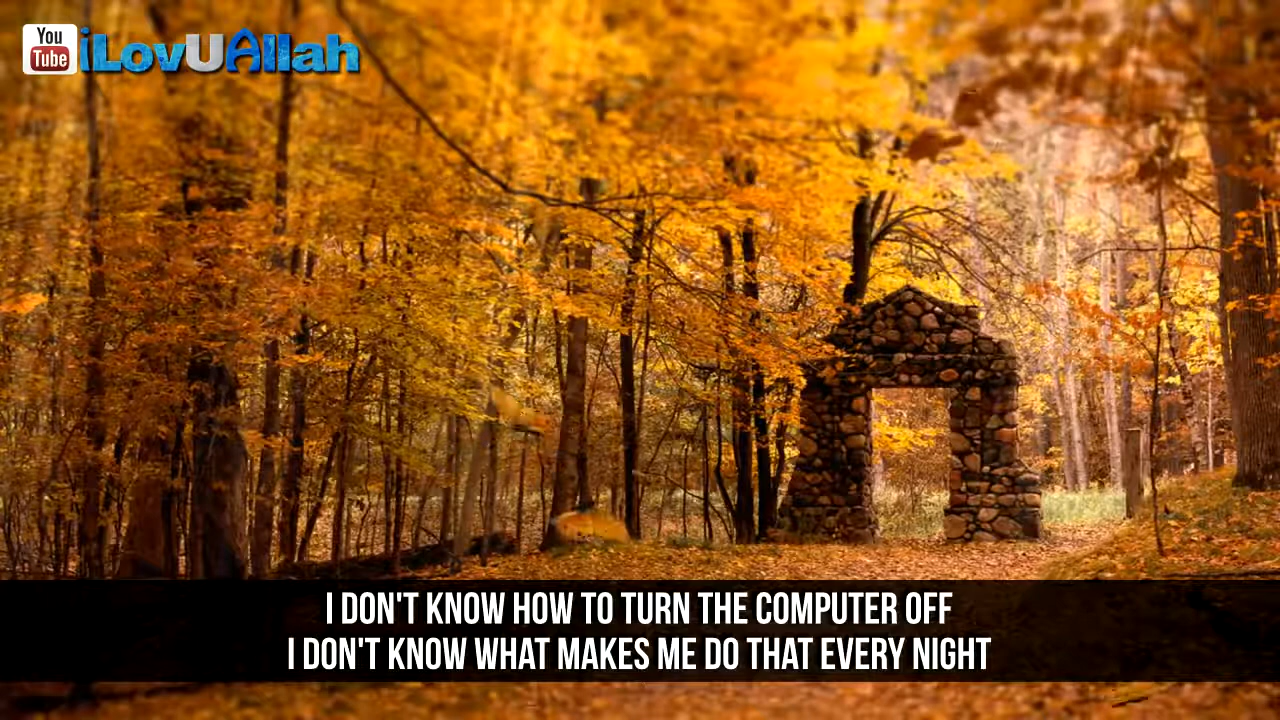 You
Tube
iLovUAllah
I DON'T KNOW HOW TO TURN THE COMPUTER OFF
I DON'T KNOW WHAT MAKES ME DO THAT EVERY NIGHT